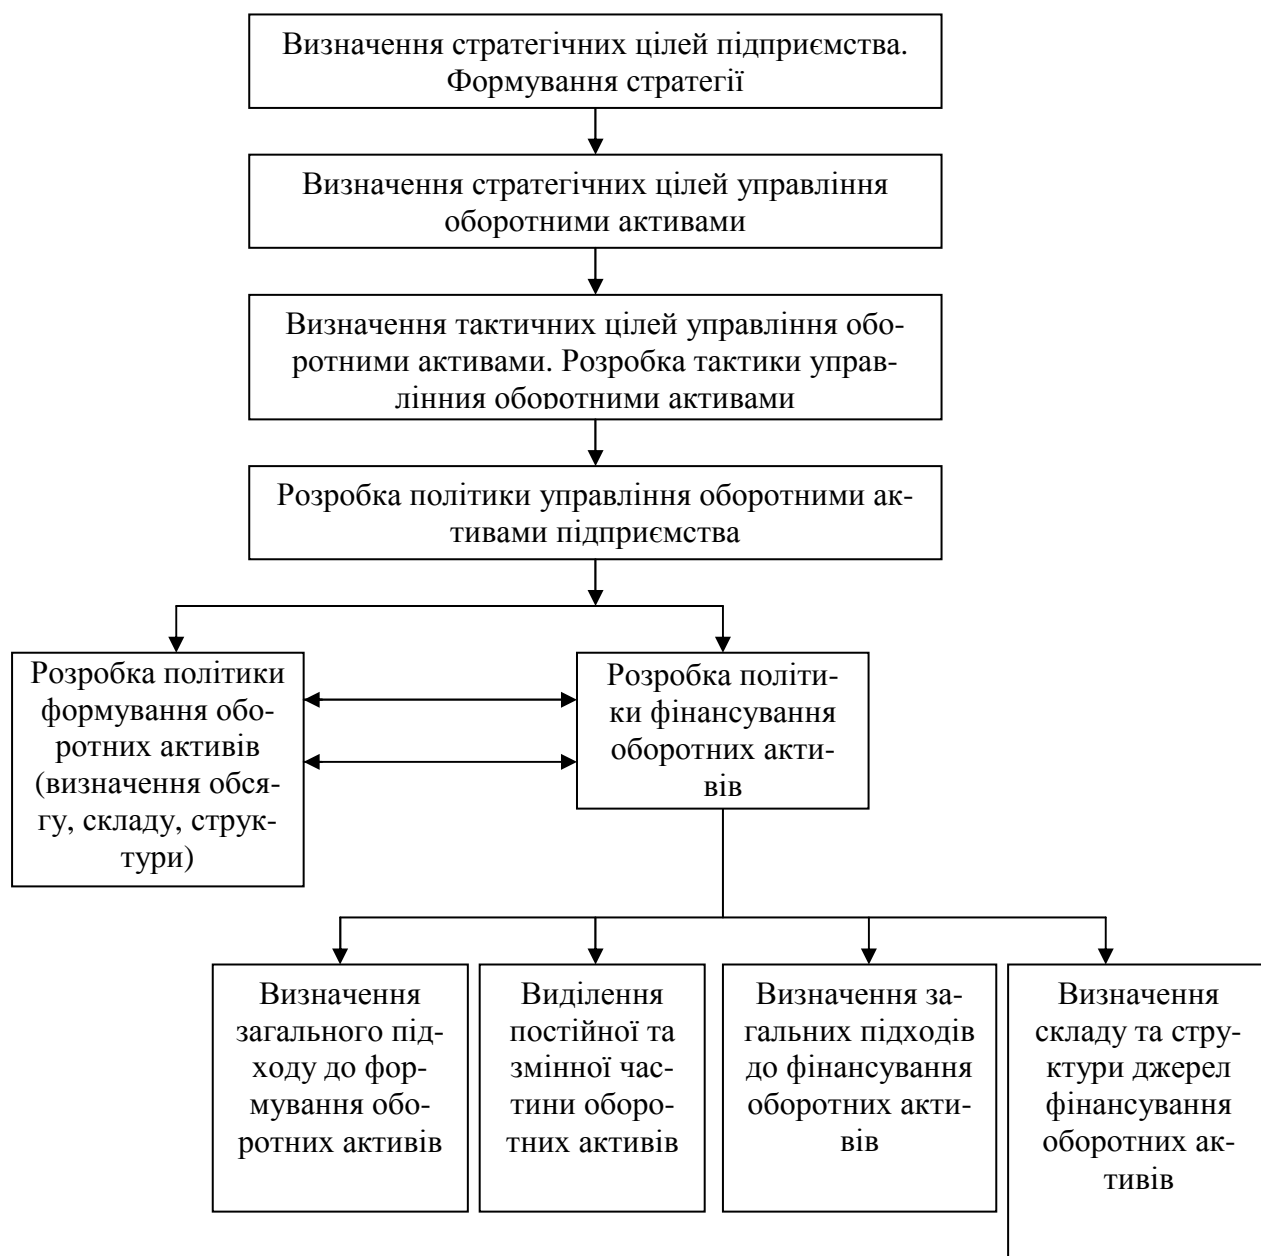 Визначення стратегічних цілей підприємства.
Формування стратегії
Визначення стратегічних цілей управління
оборотними активами
Визначення тактичних цілей управління обо-
ротними активами. Розробка тактики управ-
лінния оборотними активами
Розробка політики управління оборотними ак-
тивами підприємства
Розробка політики
формування обо-
ротних активів
(визначення обся-
гу, складу, струк-
тури)
Розробка політи-
ки фінансування
оборотних акти-
вів
Визначення
загального під-
ходу до фор-
мування обо-
ротних активів
Виділення
постійної та
змінної час-
тини оборо-
тних активів
Визначення за-
гальних підходів
до фінансування
оборотних акти-
вів
Визначення
складу та стру-
ктури джерел
фінансування
оборотних ак-
тивів